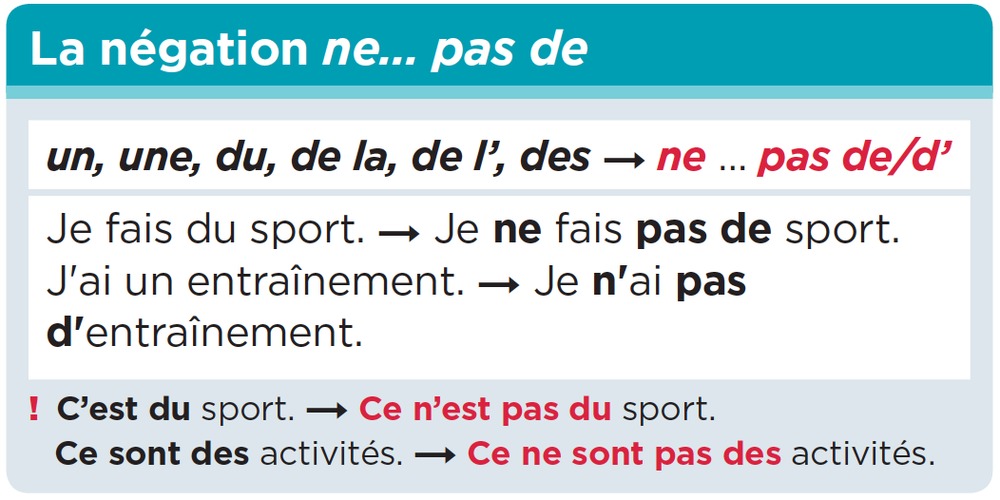 La négation ne... pas de
un, une, du, de la, de l’, des → ne ... pas de/d’
Je fais du sport. → Je ne fais pas de sport.
J'ai un entraînement. → Je n'ai pas
d'entraînement.
! C’est du sport. → Ce n’est pas du sport.
Ce sont des activités. → Ce ne sont pas des activités.